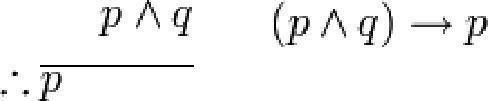 p ∧ q (p ∧ q) → p
∴ p